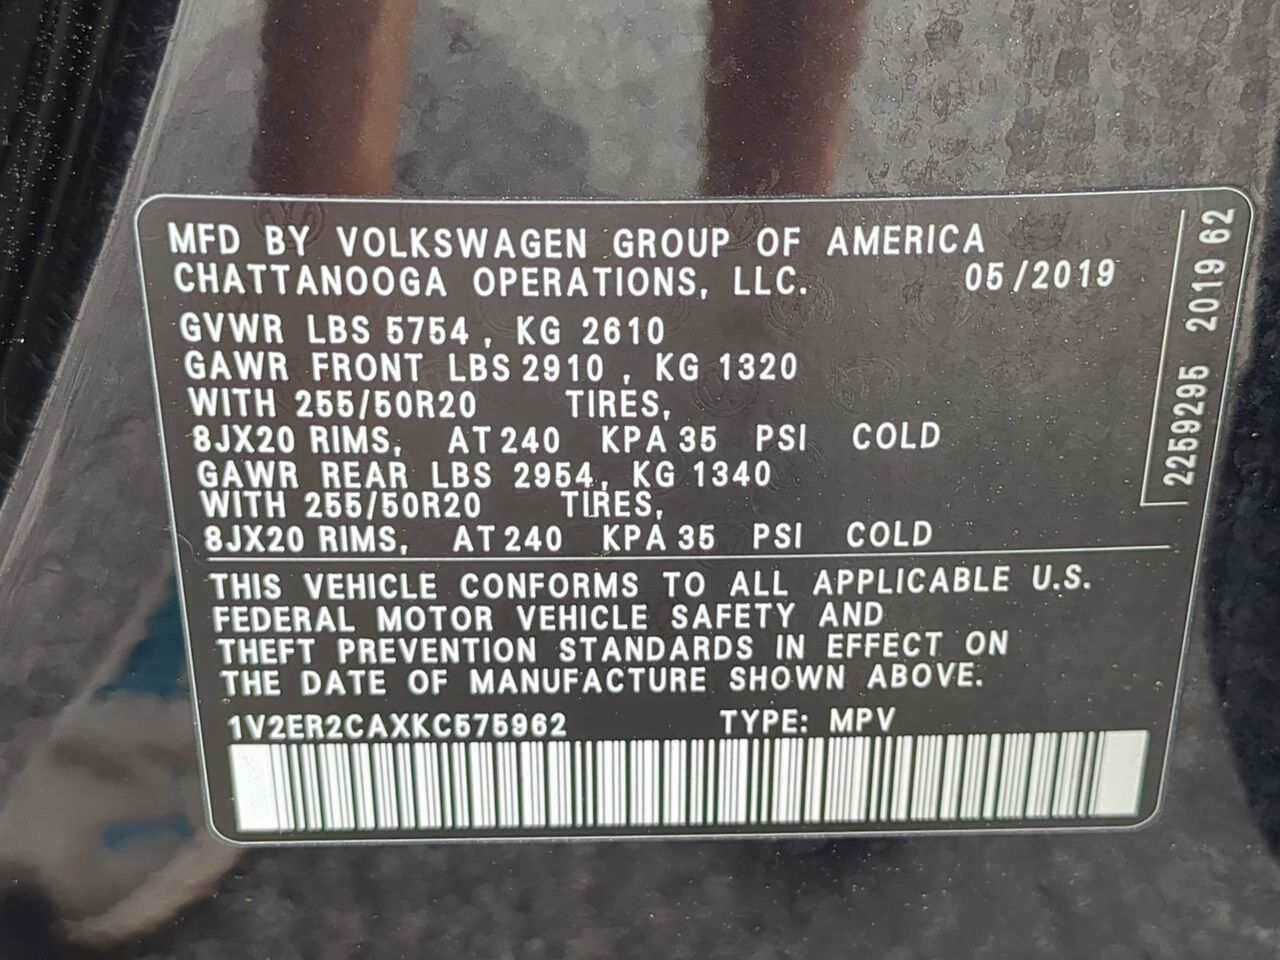 MFD BY VOLKSWAGEN GROUP OF AMERICA
CHATTANOOGA OPERATIONS, LLC. 05/2019
GVWR LBS 5754, KG 2610
GAWR FRONT LBS 2910, KG 1320
WITH 255/50R20 TIRES,
8JX20 RIMS, AT 240 KPA 35 PSI COLD
GAWR REAR LBS 2954, KG 1340
WITH 255/50R20 TIRES,
8JX20 RIMS, AT 240 KPA 35 PSI COLD
THIS VEHICLE CONFORMS TO ALL APPLICABLE U.S.
FEDERAL MOTOR VEHICLE SAFETY AND
THEFT PREVENTION STANDARDS IN EFFECT ON
THE DATE OF MANUFACTURE SHOWN ABOVE.
1V2ER2CAXKC575962 TYPE: MPV
2259295 2019 62